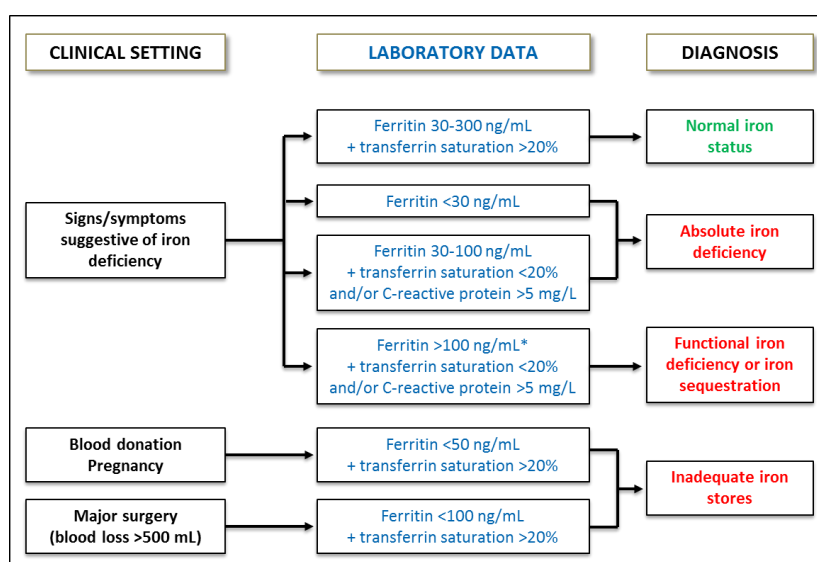 CLINICAL SETTING
LABORATORY DATA
DIAGNOSIS
Signs/symptoms
suggestive of iron
deficiency
Ferritin 30-300 ng/mL
+ transferrin saturation >20%
Normal iron
status
Ferritin <30 ng/mL
Ferritin 30-100 ng/mL
+ transferrin saturation <20%
and/or C-reactive protein >5 mg/L
Absolute iron
deficiency
Ferritin >100 ng/mL*
+ transferrin saturation <20%
and/or C-reactive protein >5 mg/L
Functional iron
deficiency or iron
sequestration
Blood donation
Pregnancy
Ferritin <50 ng/mL
+ transferrin saturation >20%
Major surgery
(blood loss >500 mL)
Ferritin <100 ng/mL
+ transferrin saturation >20%
Inadequate iron
stores